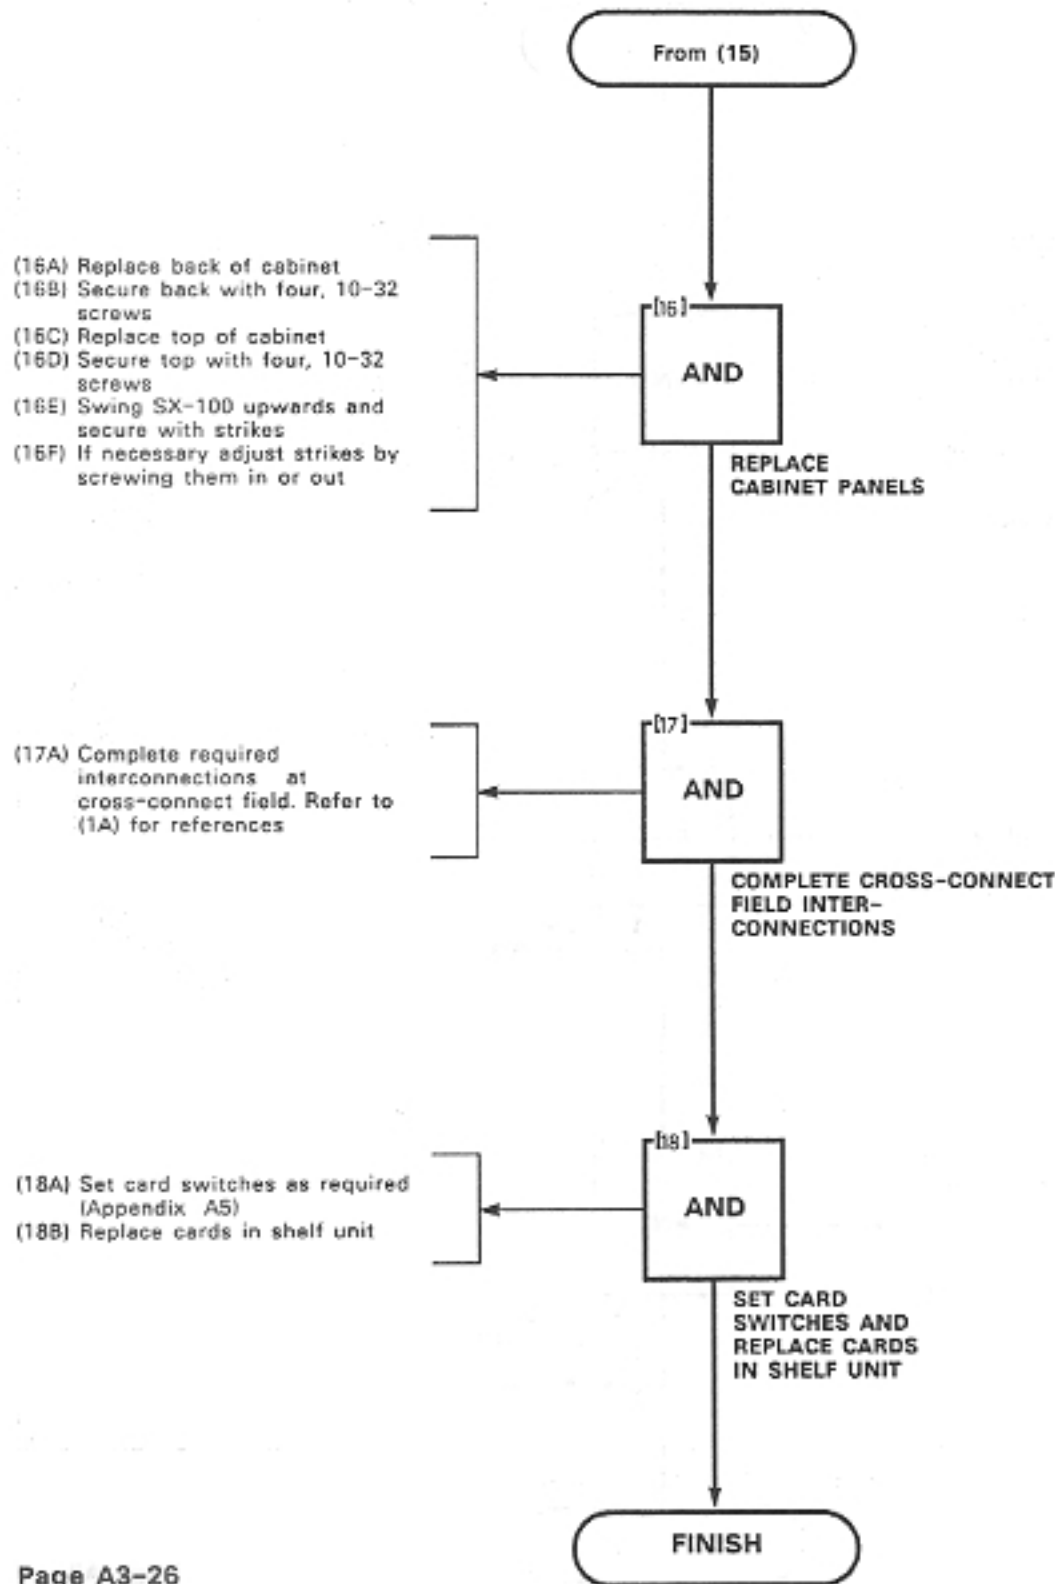 From (15)
(16A) Replace back of cabinet
(16B) Secure back with four, 10-32
screws
(16C) Replace top of cabinet
(16D) Secure top with four, 10-32
screws
(16E) Swing SX-100 upwards and
secure with strikes
(16F) If necessary adjust strikes by
screwing them in or out
[16]
AND
REPLACE
CABINET PANELS
(17A) Complete required
interconnections at
cross-connect field. Refer to
(1A) for references
[17]
AND
COMPLETE CROSS-CONNECT
FIELD INTER-
CONNECTIONS
(18A) Set card switches as required
(Appendix A5)
(18B) Replace cards in shelf unit
[18]
AND
SET CARD
SWITCHES AND
REPLACE CARDS
IN SHELF UNIT
FINISH
Page A3-26